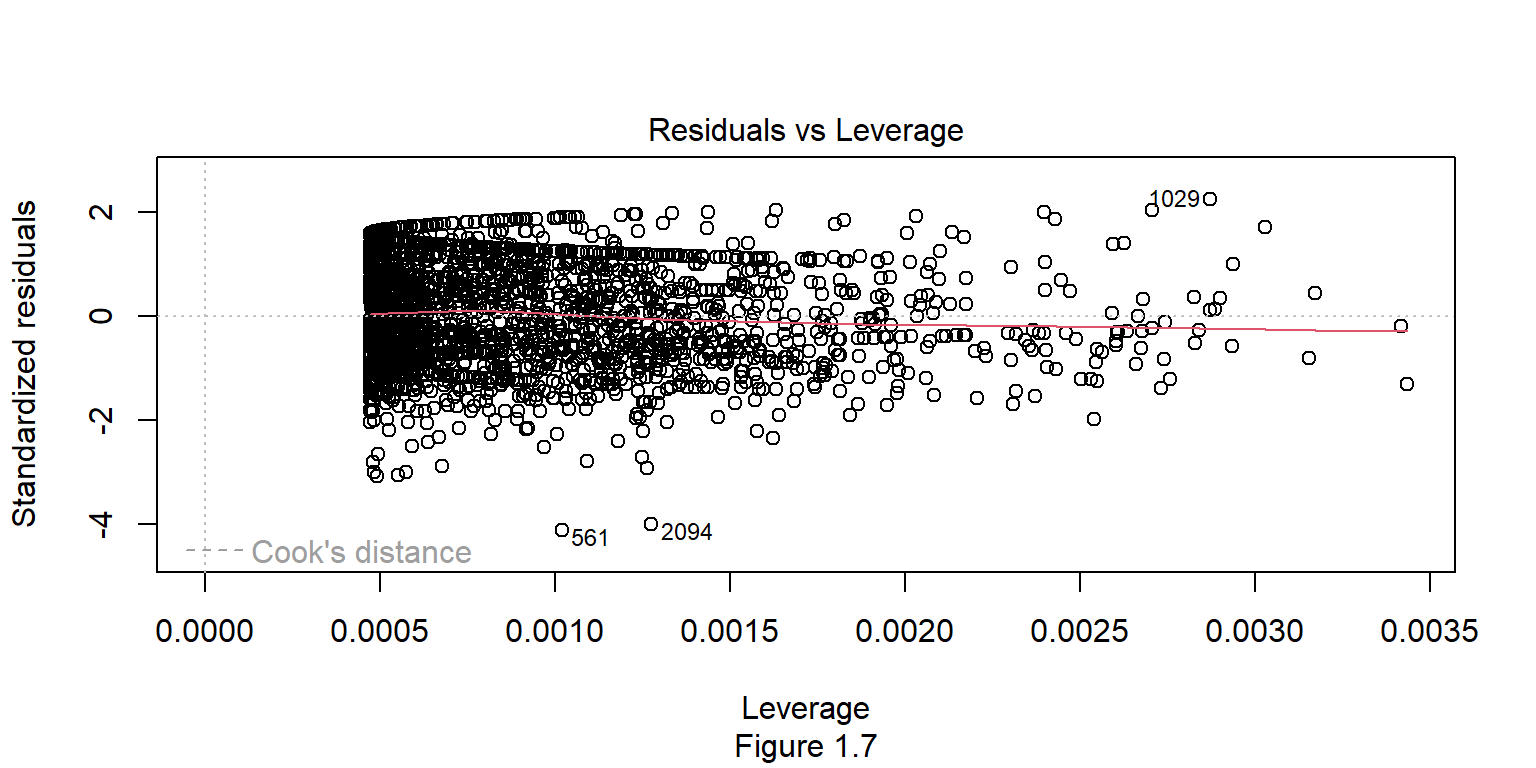 Residuals vs Leverage
Standardized residuals
2
0
-2
-4
1029
561
2094
Cook's distance
0.0000 0.0005 0.0010 0.0015 0.0020 0.0025 0.0030 0.0035
Leverage
Figure 1.7